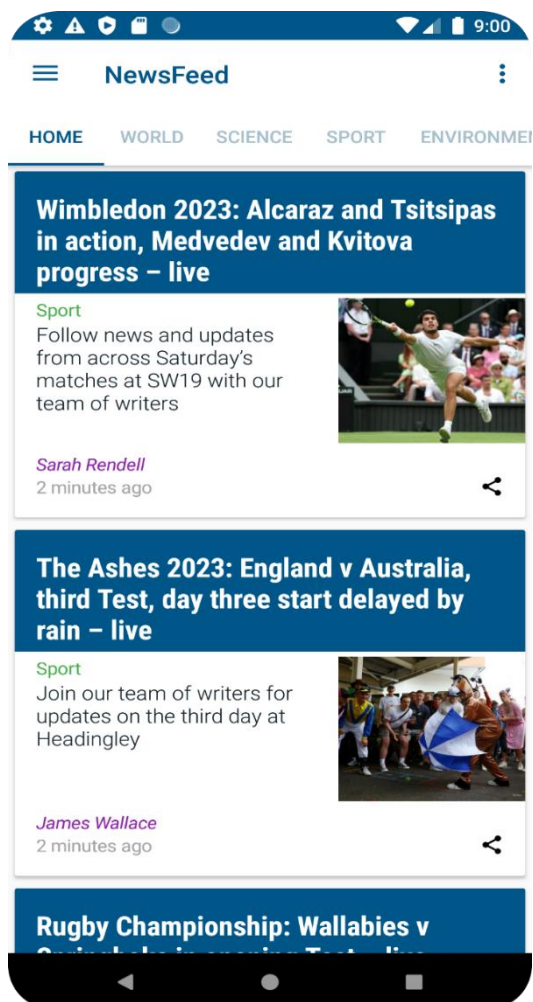 9:00
NewsFeed
HOME WORLD SCIENCE SPORT
Wimbledon 2023: Alcaraz and Tsitsipas
in action, Medvedev and Kvitova
progress – live
Sport
Follow news and updates
from across Saturday’s
matches at SW19 with our
team of writers
Sarah Rendell
2 minutes ago
The Ashes 2023: England v Australia,
third Test, day three start delayed by
rain – live
Sport
Join our team of writers for
updates on the third day at
Headingley
James Wallace
2 minutes ago
Rugby Championship: Wallabies v